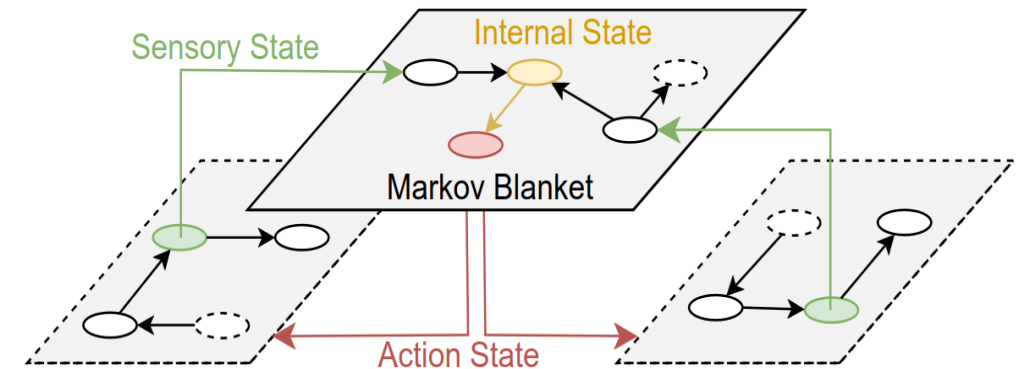 Internal State
Sensory State
Markov Blanket
Action State